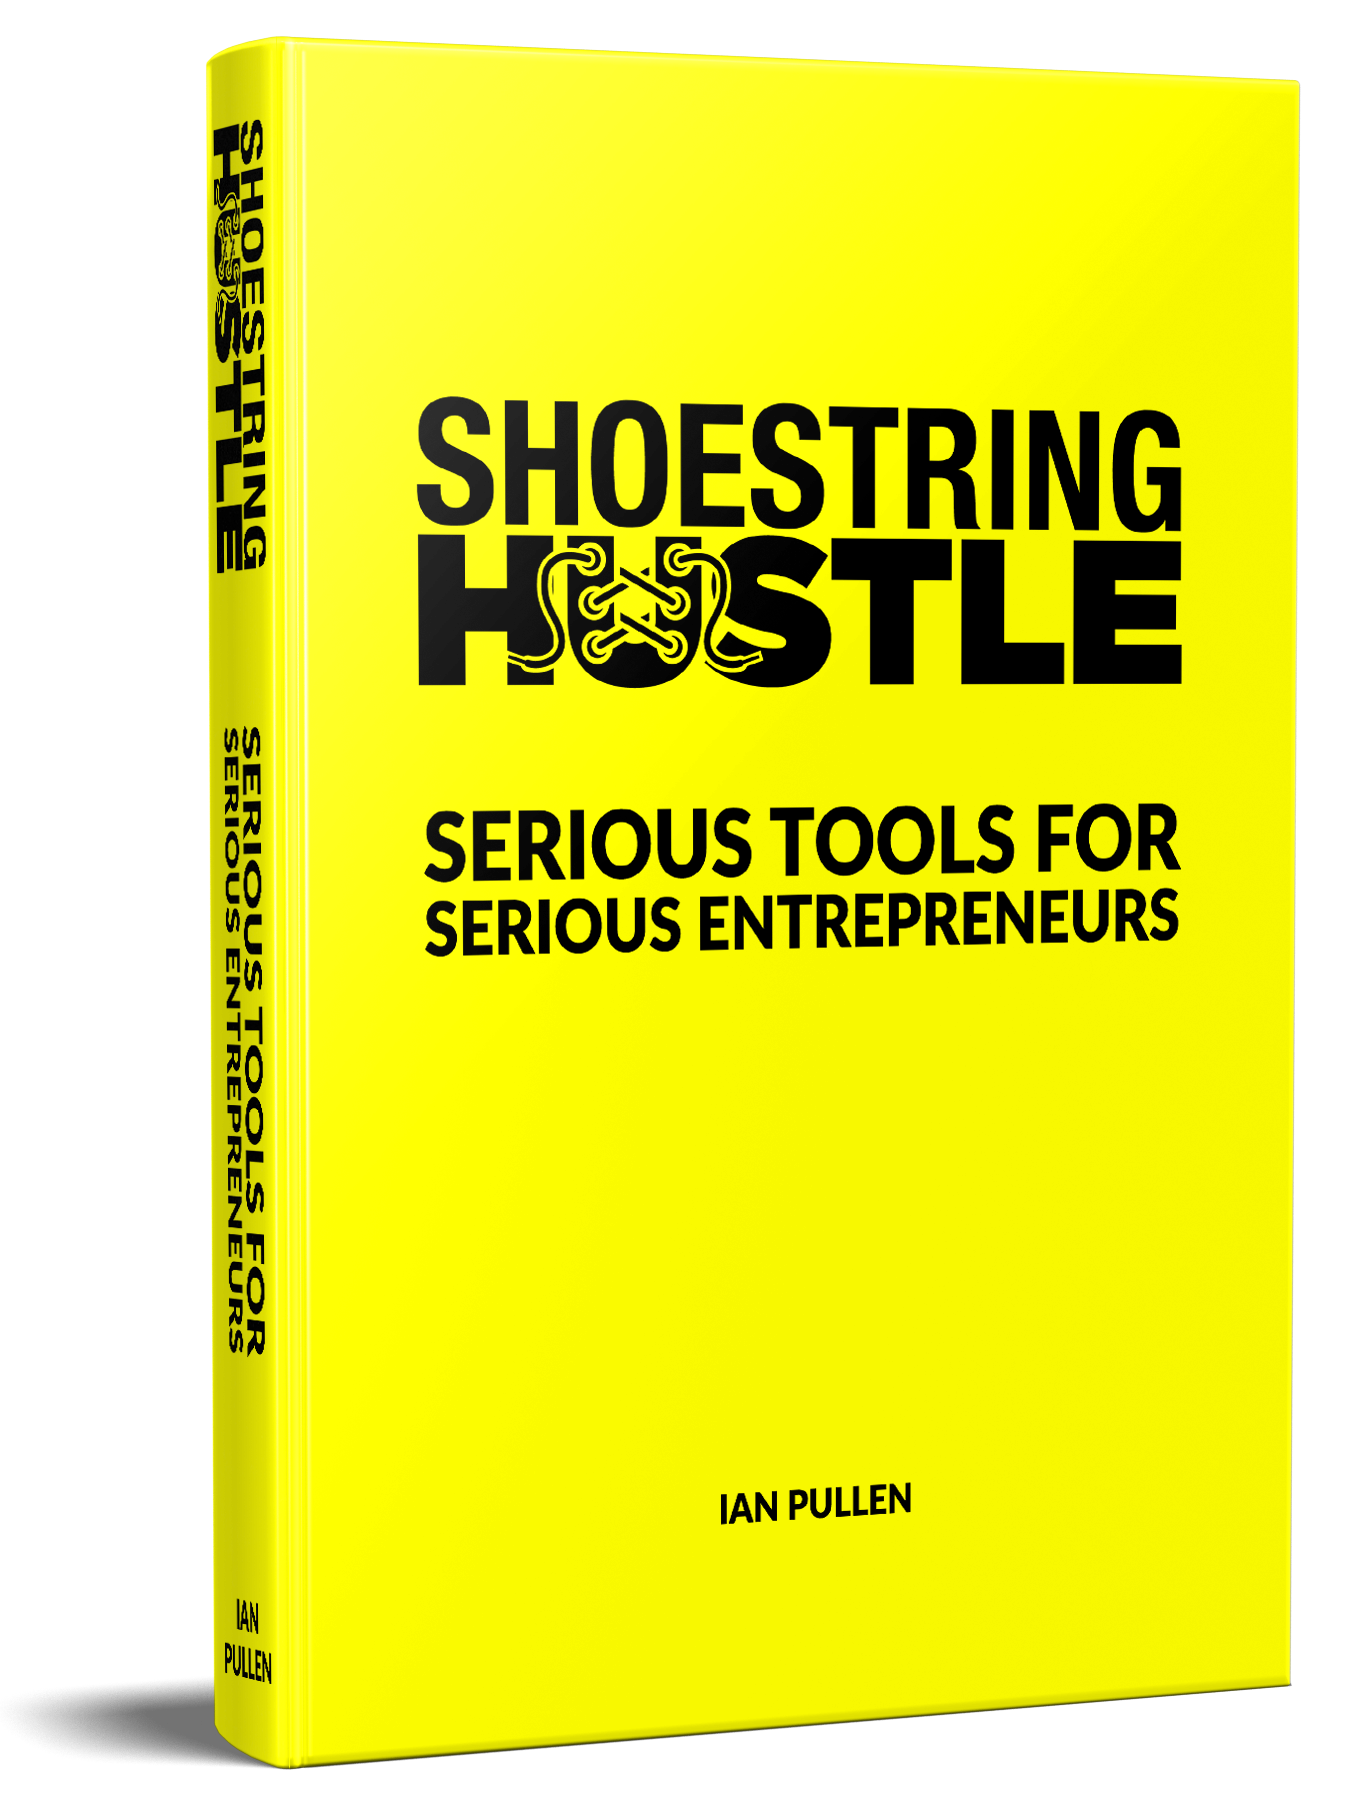 SHOESTRING
HUSTLE
SERIOUS TOOLS FOR
SERIOUS ENTREPRENEURS
IAN PULLEN
SHOESTRING
HUSTLE
SERIOUS TOOLS FOR
SERIOUS ENTREPRENEURS
IAN
PULLEN